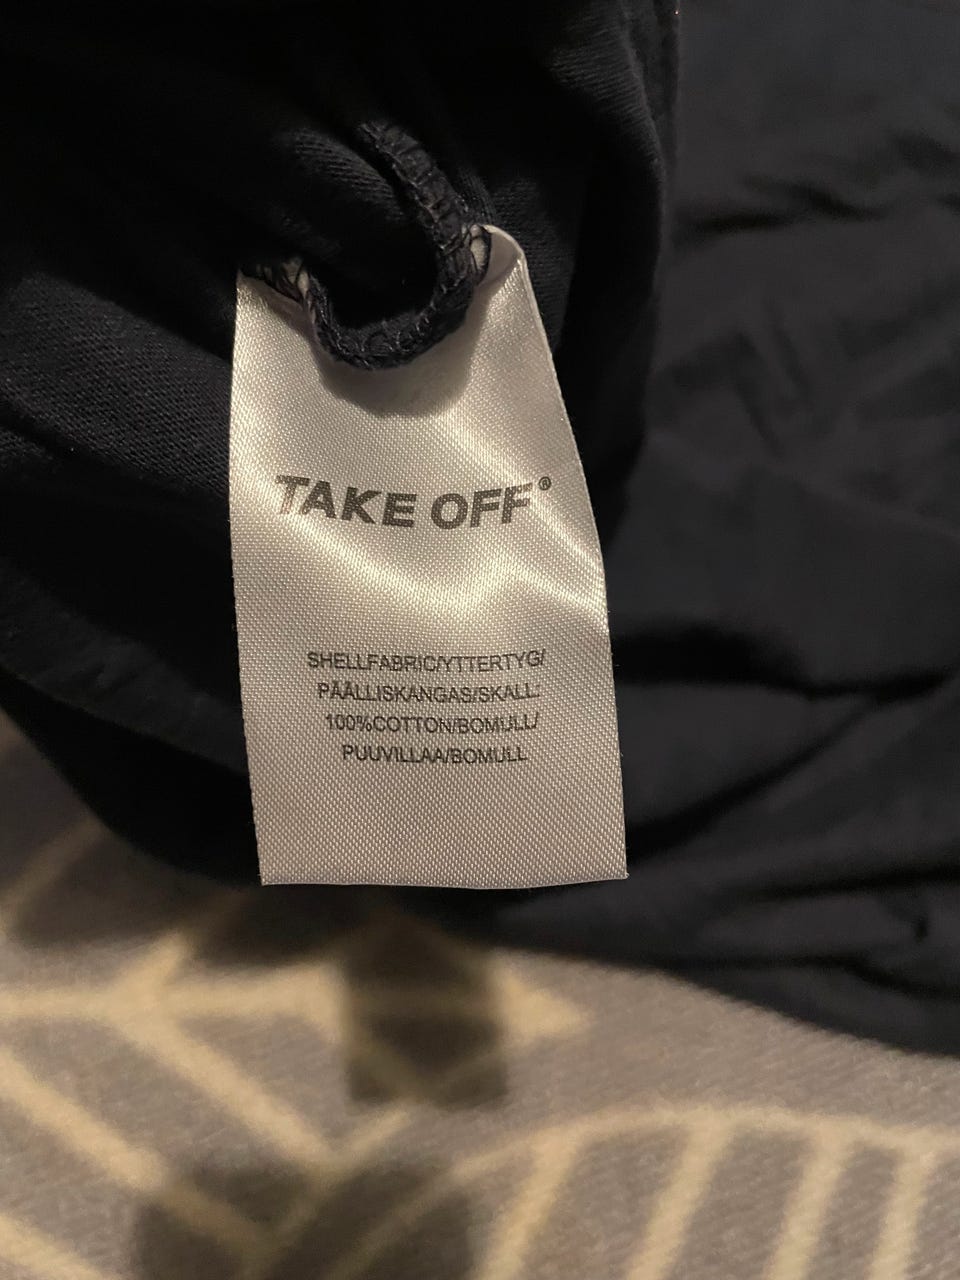 TAKE OFF®
SHELLFABRIC/YTTERTYG/
PÄÄLLISKANGAS/SKALL:
100%COTTON/BOMULL/
PUUVILLAA/BOMULL